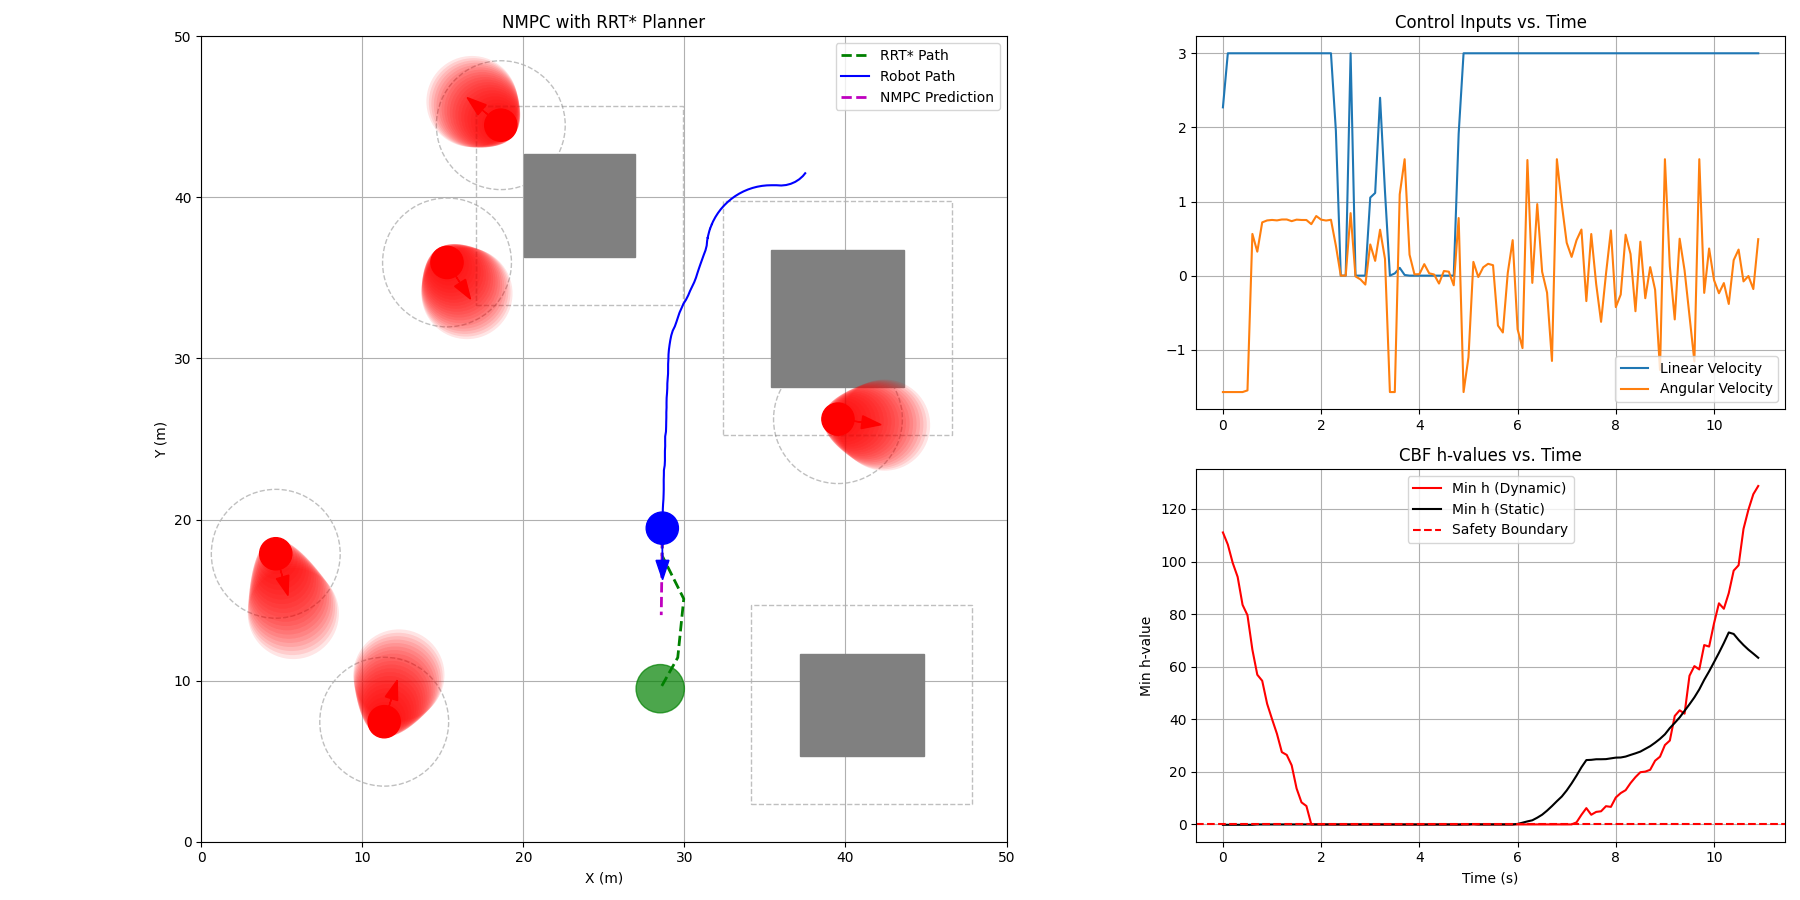 NMPC with RRT* Planner
RRT* Path
Robot Path
NMPC Prediction
50
40
30
20
10
0
Y (m)
0 10 20 30 40 50
X (m)
Control Inputs vs. Time
3
2
1
0
−1
Linear Velocity
Angular Velocity
0 2 4 6 8 10
CBF h-values vs. Time
Min h (Dynamic)
Min h (Static)
Safety Boundary
120
100
80
60
40
20
0
Min h-value
0 2 4 6 8 10
Time (s)